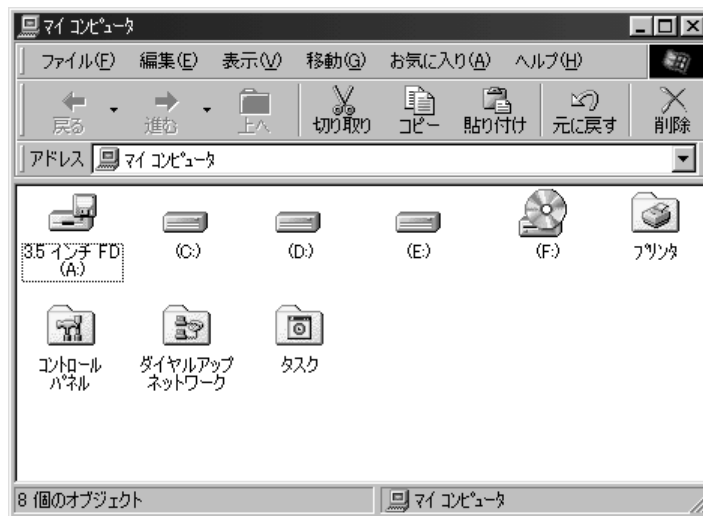 マイ コンピュータ
ファイル(F) 編集(E) 表示(V) 移動(G) お気に入り(A) ヘルプ(H)
戻る 進む 上へ 切り取り コピー 貼り付け 元に戻す 削除
アドレス マイ コンピュータ
3.5 インチ FD (C:) (D:) (E:) (F:) プリンタ
(A:)
コントロール ダイヤルアップ タスク
パネル ネットワーク
8 個のオブジェクト マイ コンピュータ